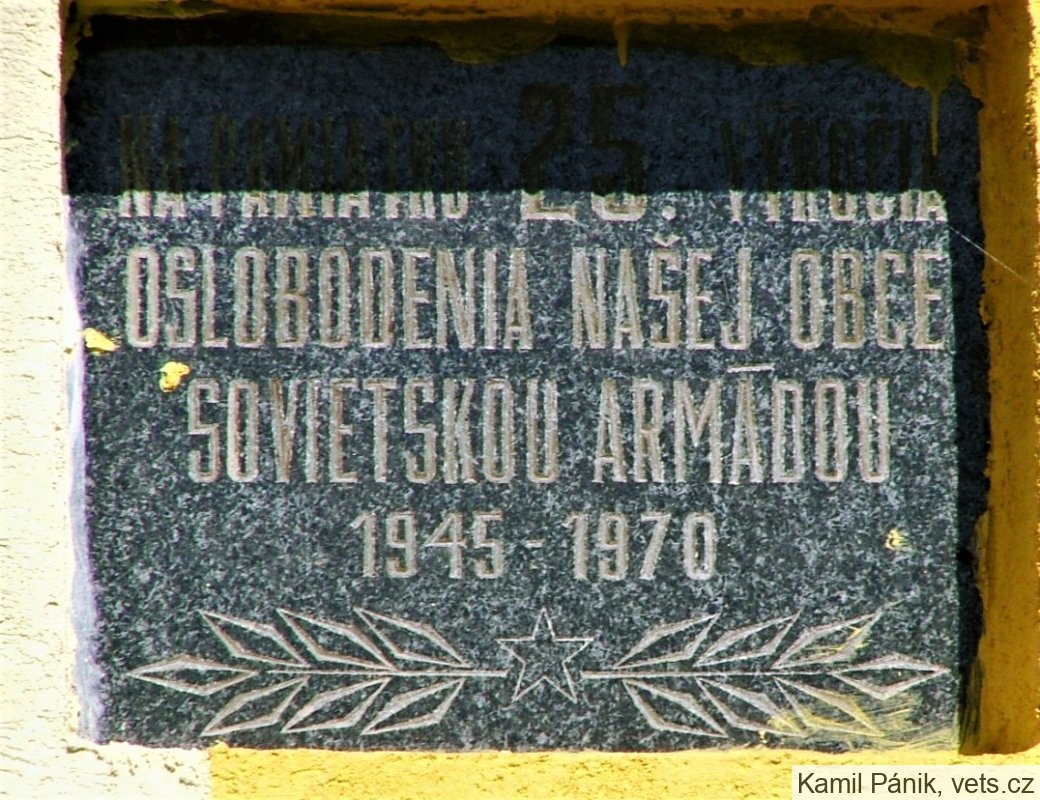 NA PAMIATKU 25. VÝROČIA
OSLOBODENIA NAŠEJ OBCE
SOVIETSKOU ARMÁDOU
1945 - 1970
Kamil Pánik, vets.cz